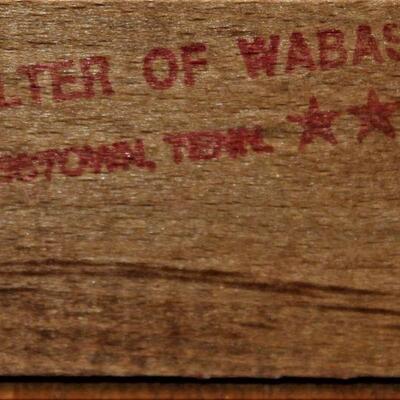 LTER OF WABAS
STOWN, TENN. ★★